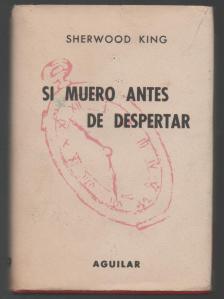 SHERWOOD KING
SI MUERO ANTES
DE DESPERTAR
AGUILAR